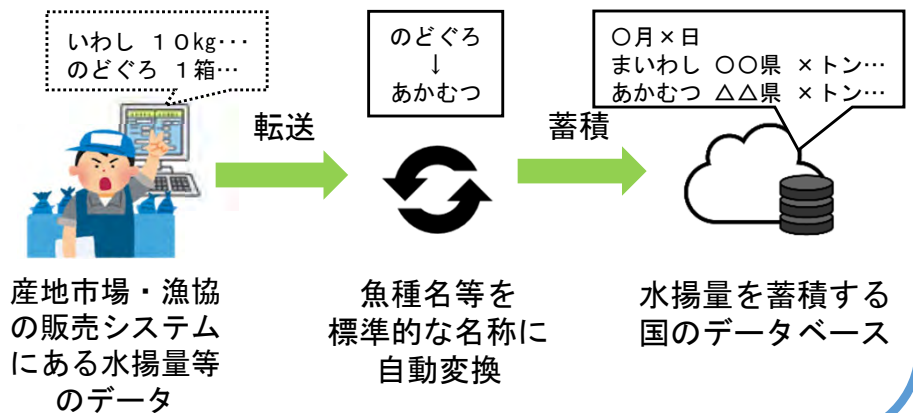 いわし １０kg･･･
のどぐろ １箱…
転送
のどぐろ
↓
あかむつ
蓄積
〇月×日
まいわし 〇〇県 ×トン…
あかむつ △△県 ×トン…
産地市場・漁協
の販売システム
にある水揚量等
のデータ
魚種名等を
標準的な名称に
自動変換
水揚量を蓄積する
国のデータベース